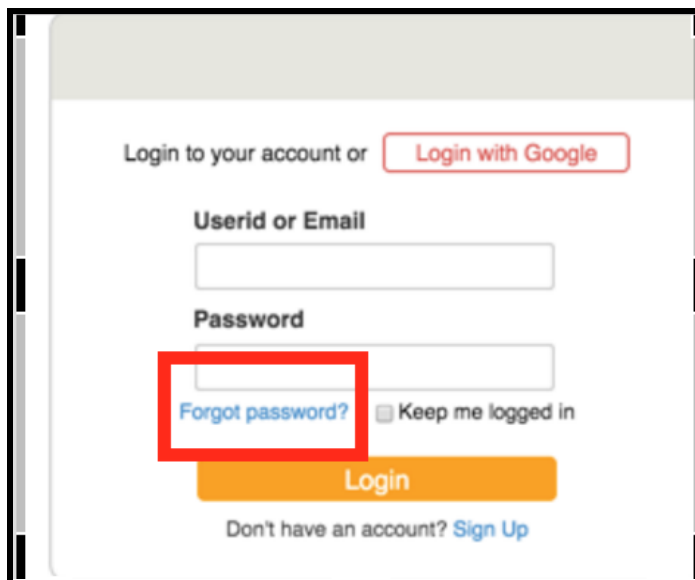 Login to your account or Login with Google
Userid or Email
Password
Forgot password? Keep me logged in
Login
Don't have an account? Sign Up